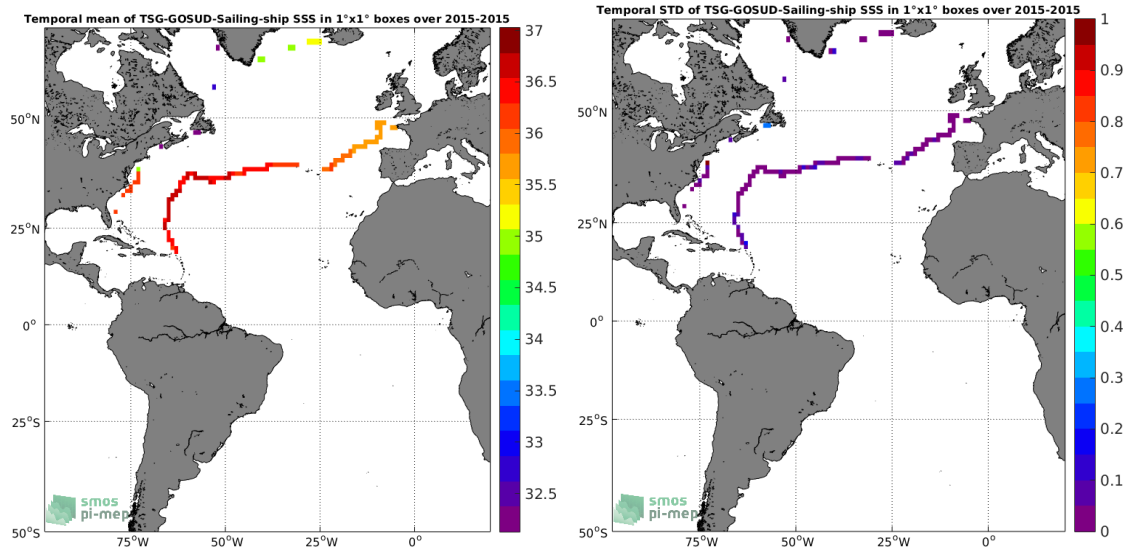 Temporal mean of TSG-GOSUD-Sailing-ship SSS in 1°x1° boxes over 2015-2015
37
36.5
36
35.5
35
34.5
34
33.5
33
32.5
50°N
25°N
0°
25°S
50°S
75°W
50°W
25°W
0°
smos
pi-mep
Temporal STD of TSG-GOSUD-Sailing-ship SSS in 1°x1° boxes over 2015-2015
1
0.9
0.8
0.7
0.6
0.5
0.4
0.3
0.2
0.1
0
50°N
25°N
0°
25°S
50°S
75°W
50°W
25°W
0°
smos
pi-mep